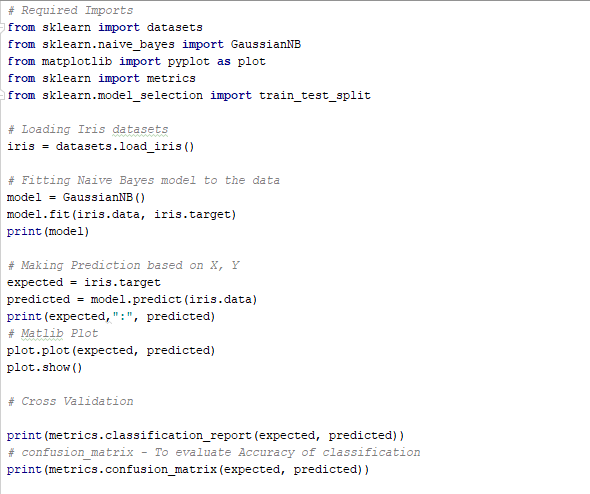 # Required Imports
from sklearn import datasets
from sklearn.naive_bayes import GaussianNB
from matplotlib import pyplot as plot
from sklearn import metrics
from sklearn.model_selection import train_test_split
# Loading Iris datasets
iris = datasets.load_iris()
# Fitting Naive Bayes model to the data
model = GaussianNB()
model.fit(iris.data, iris.target)
print(model)
# Making Prediction based on X, Y
expected = iris.target
predicted = model.predict(iris.data)
print(expected,":", predicted)
# Matlib Plot
plot.plot(expected, predicted)
plot.show()
# Cross Validation
print(metrics.classification_report(expected, predicted))
# confusion_matrix - To evaluate Accuracy of classification
print(metrics.confusion_matrix(expected, predicted))